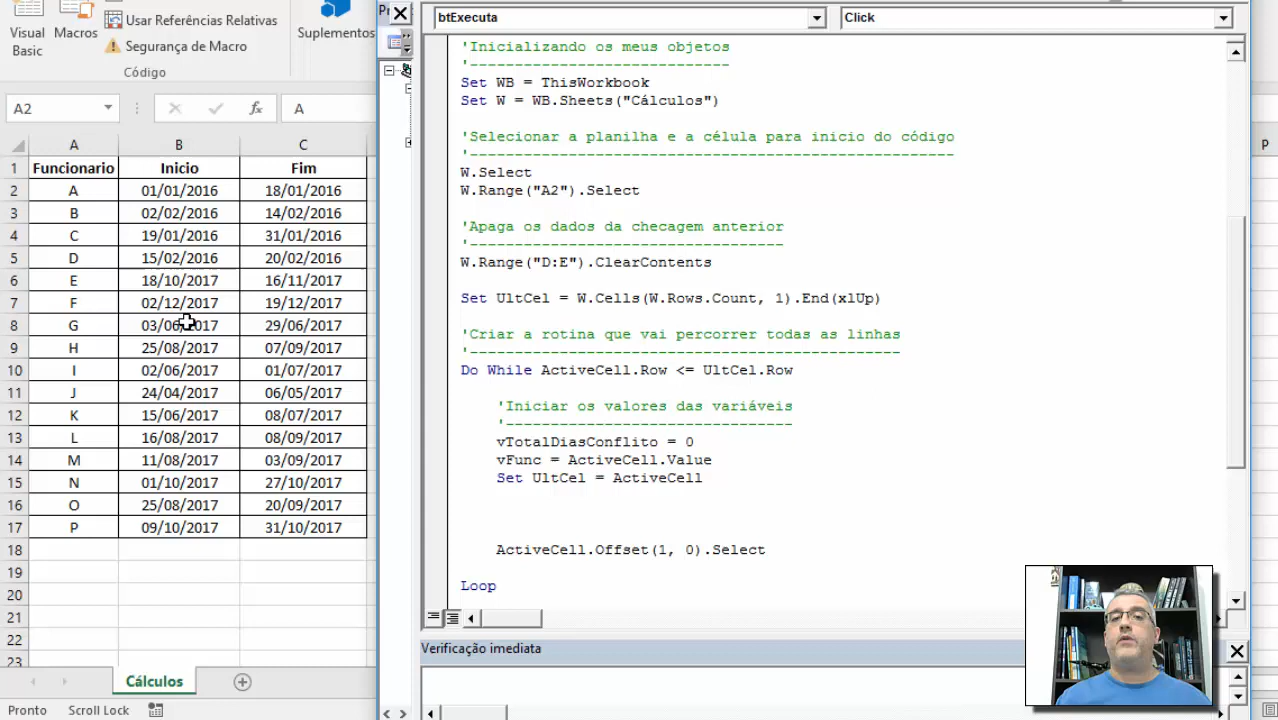 Visual Basic
Macros
Usar Referências Relativas
Segurança de Macro
Suplementos
Código
A2
fx
A
A B C
1 Funcionario Inicio Fim
2 A 01/01/2016 18/01/2016
3 B 02/02/2016 14/02/2016
4 C 19/01/2016 31/01/2016
5 D 15/02/2016 20/02/2016
6 E 18/10/2017 16/11/2017
7 F 02/12/2017 19/12/2017
8 G 03/06/2017 29/06/2017
9 H 25/08/2017 07/09/2017
10 I 02/06/2017 01/07/2017
11 J 24/04/2017 06/05/2017
12 K 15/06/2017 08/07/2017
13 L 16/08/2017 08/09/2017
14 M 11/08/2017 03/09/2017
15 N 01/10/2017 27/10/2017
16 O 25/08/2017 20/09/2017
17 P 09/10/2017 31/10/2017
18
19
20
21
22
23
Cálculos
Pronto Scroll Lock
btExecuta Click
'Inicializando os meus objetos
'-----------------------------
Set WB = ThisWorkbook
Set W = WB.Sheets("Cálculos")
'Selecionar a planilha e a célula para inicio do código
'------------------------------------------------------
W.Select
W.Range("A2").Select
'Apaga os dados da checagem anterior
'-----------------------------------
W.Range("D:E").ClearContents
Set UltCel = W.Cells(W.Rows.Count, 1).End(xlUp)
'Criar a rotina que vai percorrer todas as linhas
'------------------------------------------------
Do While ActiveCell.Row <= UltCel.Row
'Iniciar os valores das variáveis
'--------------------------------
vTotalDiasConflito = 0
vFunc = ActiveCell.Value
Set UltCel = ActiveCell
ActiveCell.Offset(1, 0).Select
Loop
Verificação imediata
P